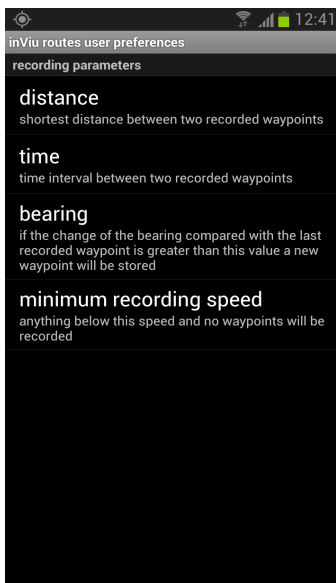 12:41
inViu routes user preferences
recording parameters
distance
shortest distance between two recorded waypoints
time
time interval between two recorded waypoints
bearing
if the change of the bearing compared with the last
recorded waypoint is greater than this value a new
waypoint will be stored
minimum recording speed
anything below this speed and no waypoints will be
recorded